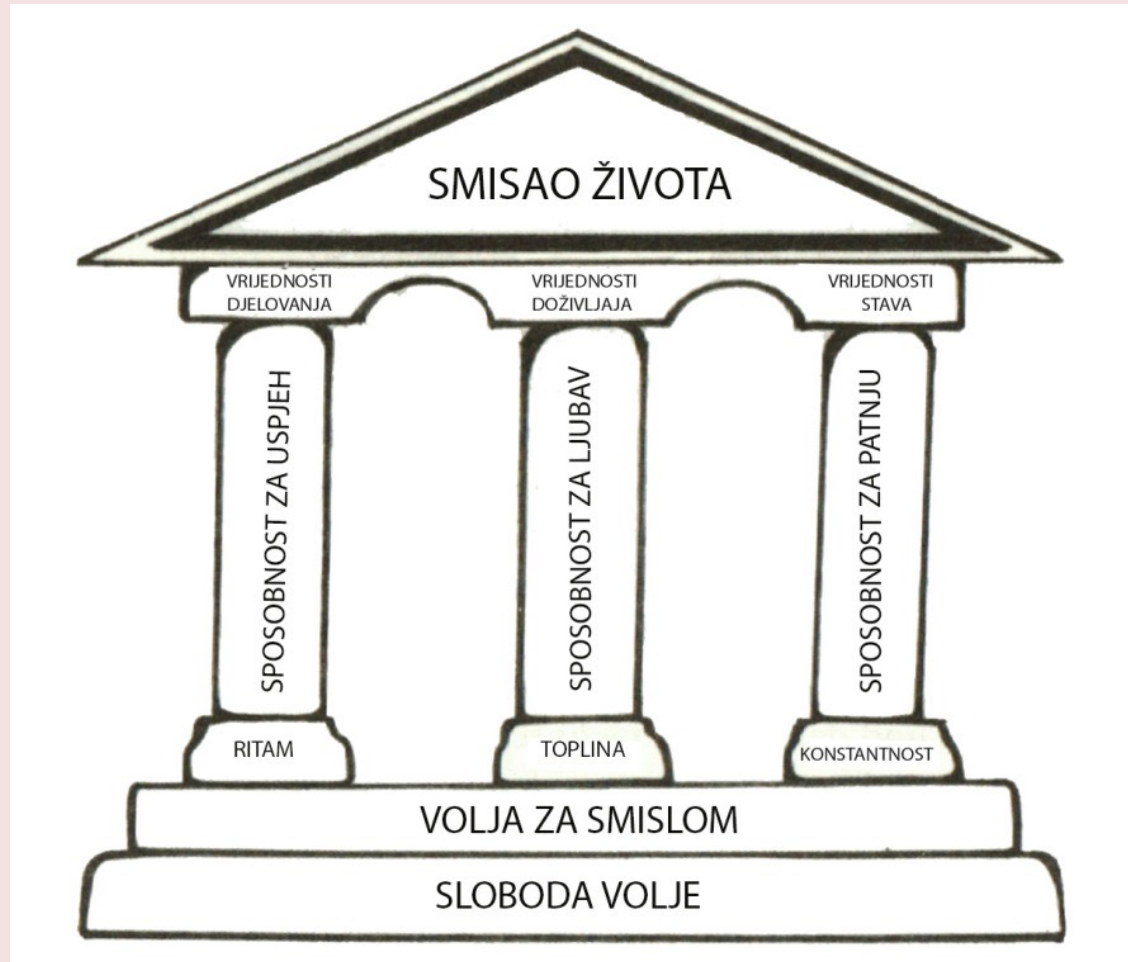 SMISAO ŽIVOTA
VRIJEDNOSTI
DJELOVANJA
VRIJEDNOSTI
DOŽIVLJAJA
VRIJEDNOSTI
STAVA
SPOSOBNOST ZA USPJEH
SPOSOBNOST ZA LJUBAV
SPOSOBNOST ZA PATNJU
RITAM
TOPLINA
KONSTANTNOST
VOLJA ZA SMISLOM
SLOBODA VOLJE